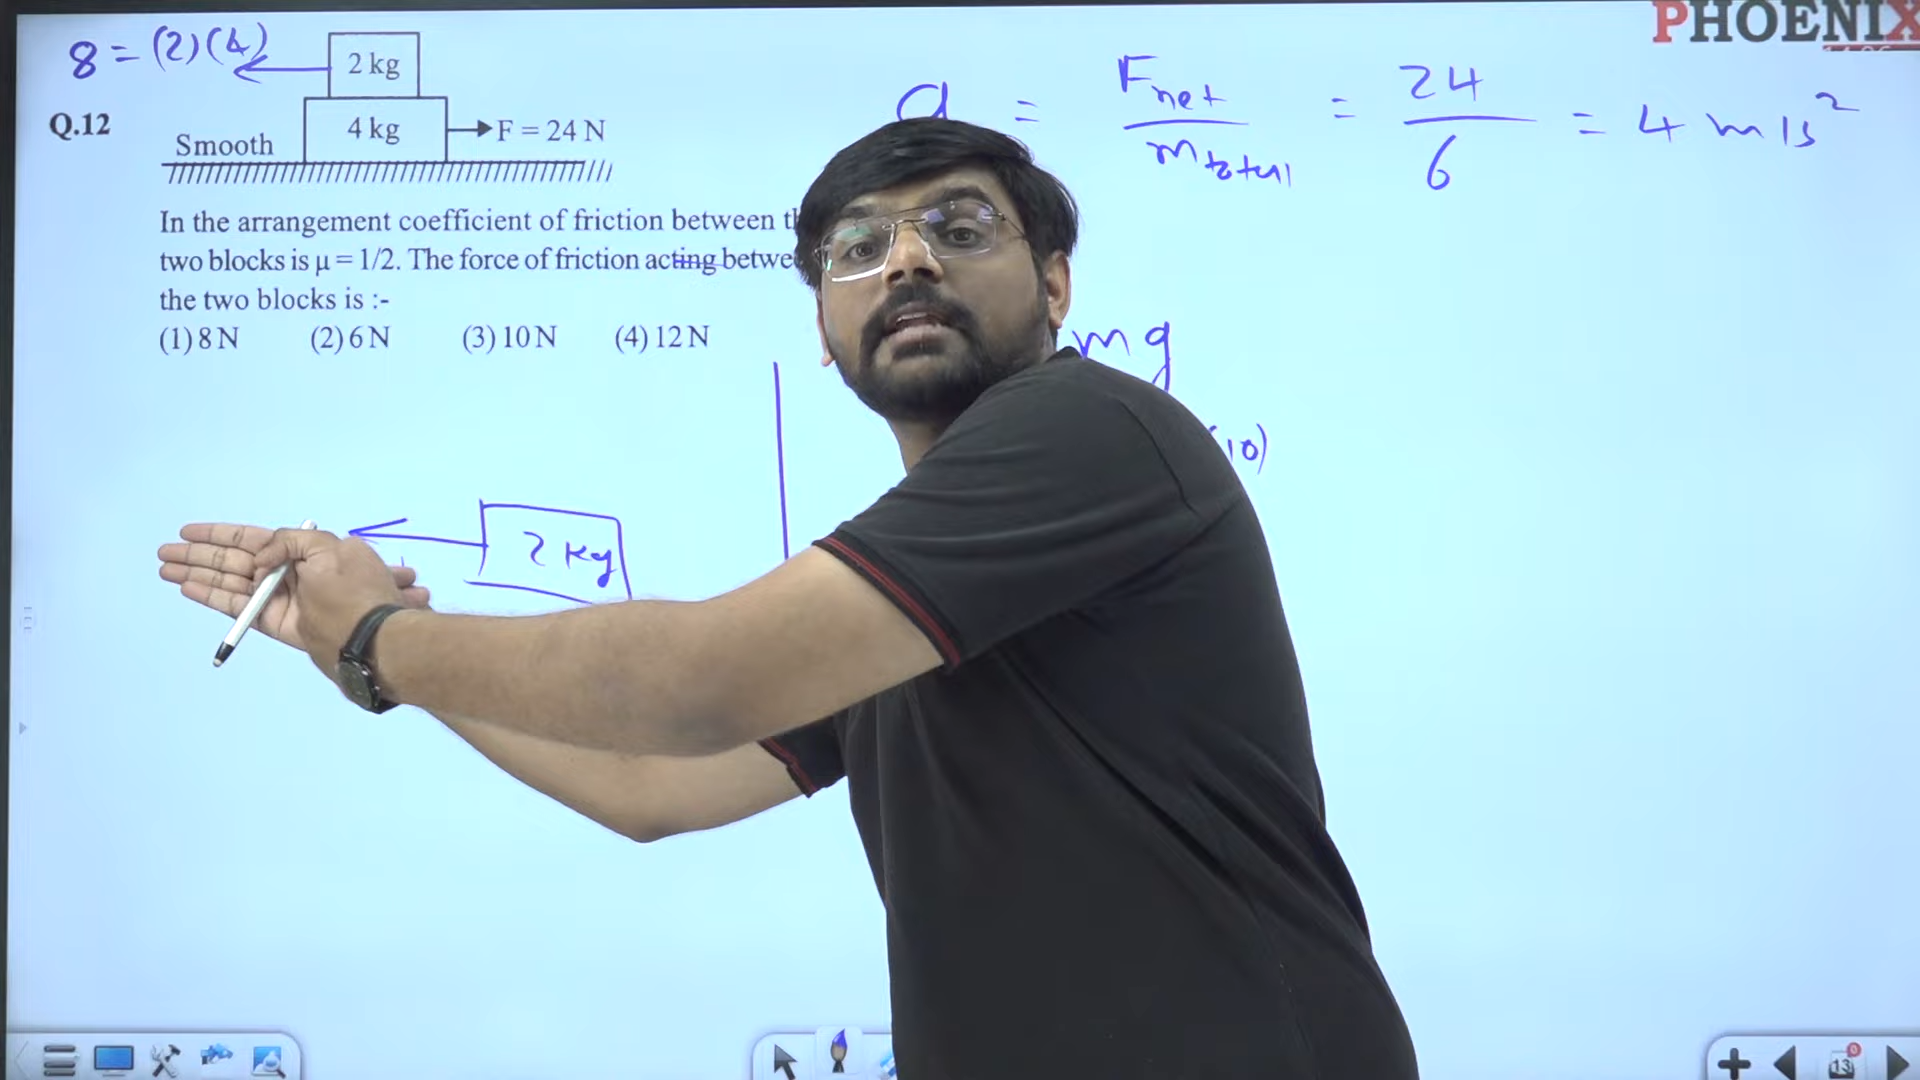 PHOENIX
8 = (2)(4)
2 kg
Q.12
Smooth
4 kg
F = 24 N
a = Fnet / mtotal = 24 / 6 = 4 m/s²
In the arrangement coefficient of friction between
two blocks is μ = 1/2. The force of friction acting
the two blocks is :-
(1) 8 N (2) 6 N (3) 10 N (4) 12 N
mg
10)
2 kg
13